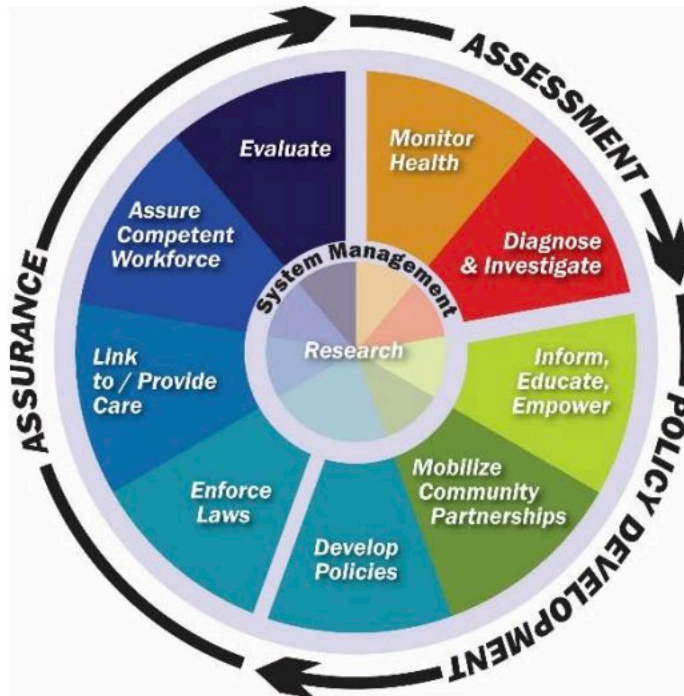 ASSESSMENT
POLICY DEVELOPMENT
ASSURANCE
Monitor
Health
Diagnose
& Investigate
Inform,
Educate,
Empower
Mobilize
Community
Partnerships
Develop
Policies
Enforce
Laws
Link
to / Provide
Care
Assure
Competent
Workforce
Evaluate
System Management
Research